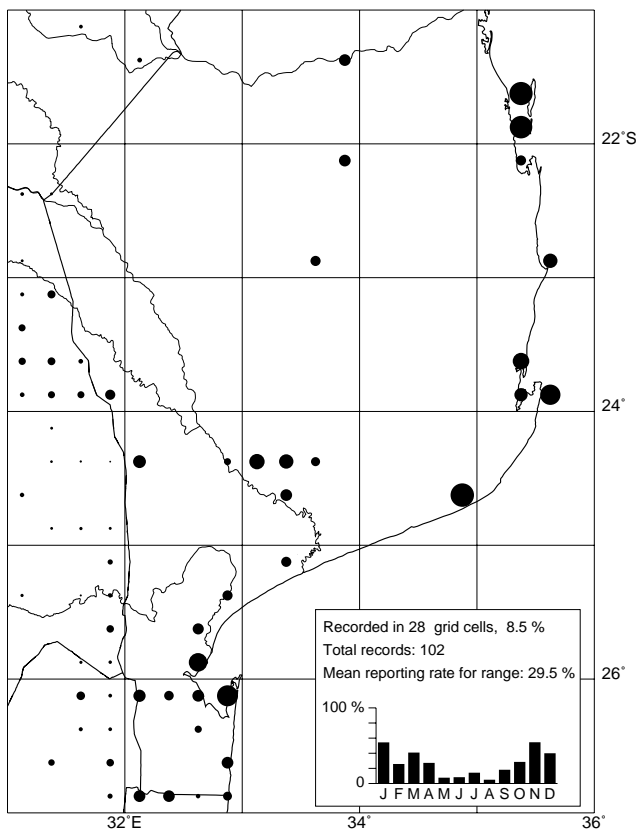 22°S
24°
Recorded in 28 grid cells, 8.5 %
Total records: 102
Mean reporting rate for range: 29.5 %
26°
100 %
0
J F M A M J J A S O N D
32°E
34°
36°